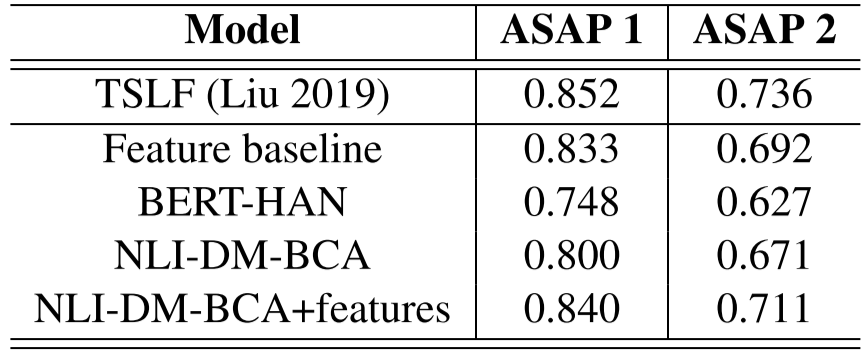 Model ASAP 1 ASAP 2
TSLF (Liu 2019) 0.852 0.736
Feature baseline 0.833 0.692
BERT-HAN 0.748 0.627
NLI-DM-BCA 0.800 0.671
NLI-DM-BCA+features 0.840 0.711